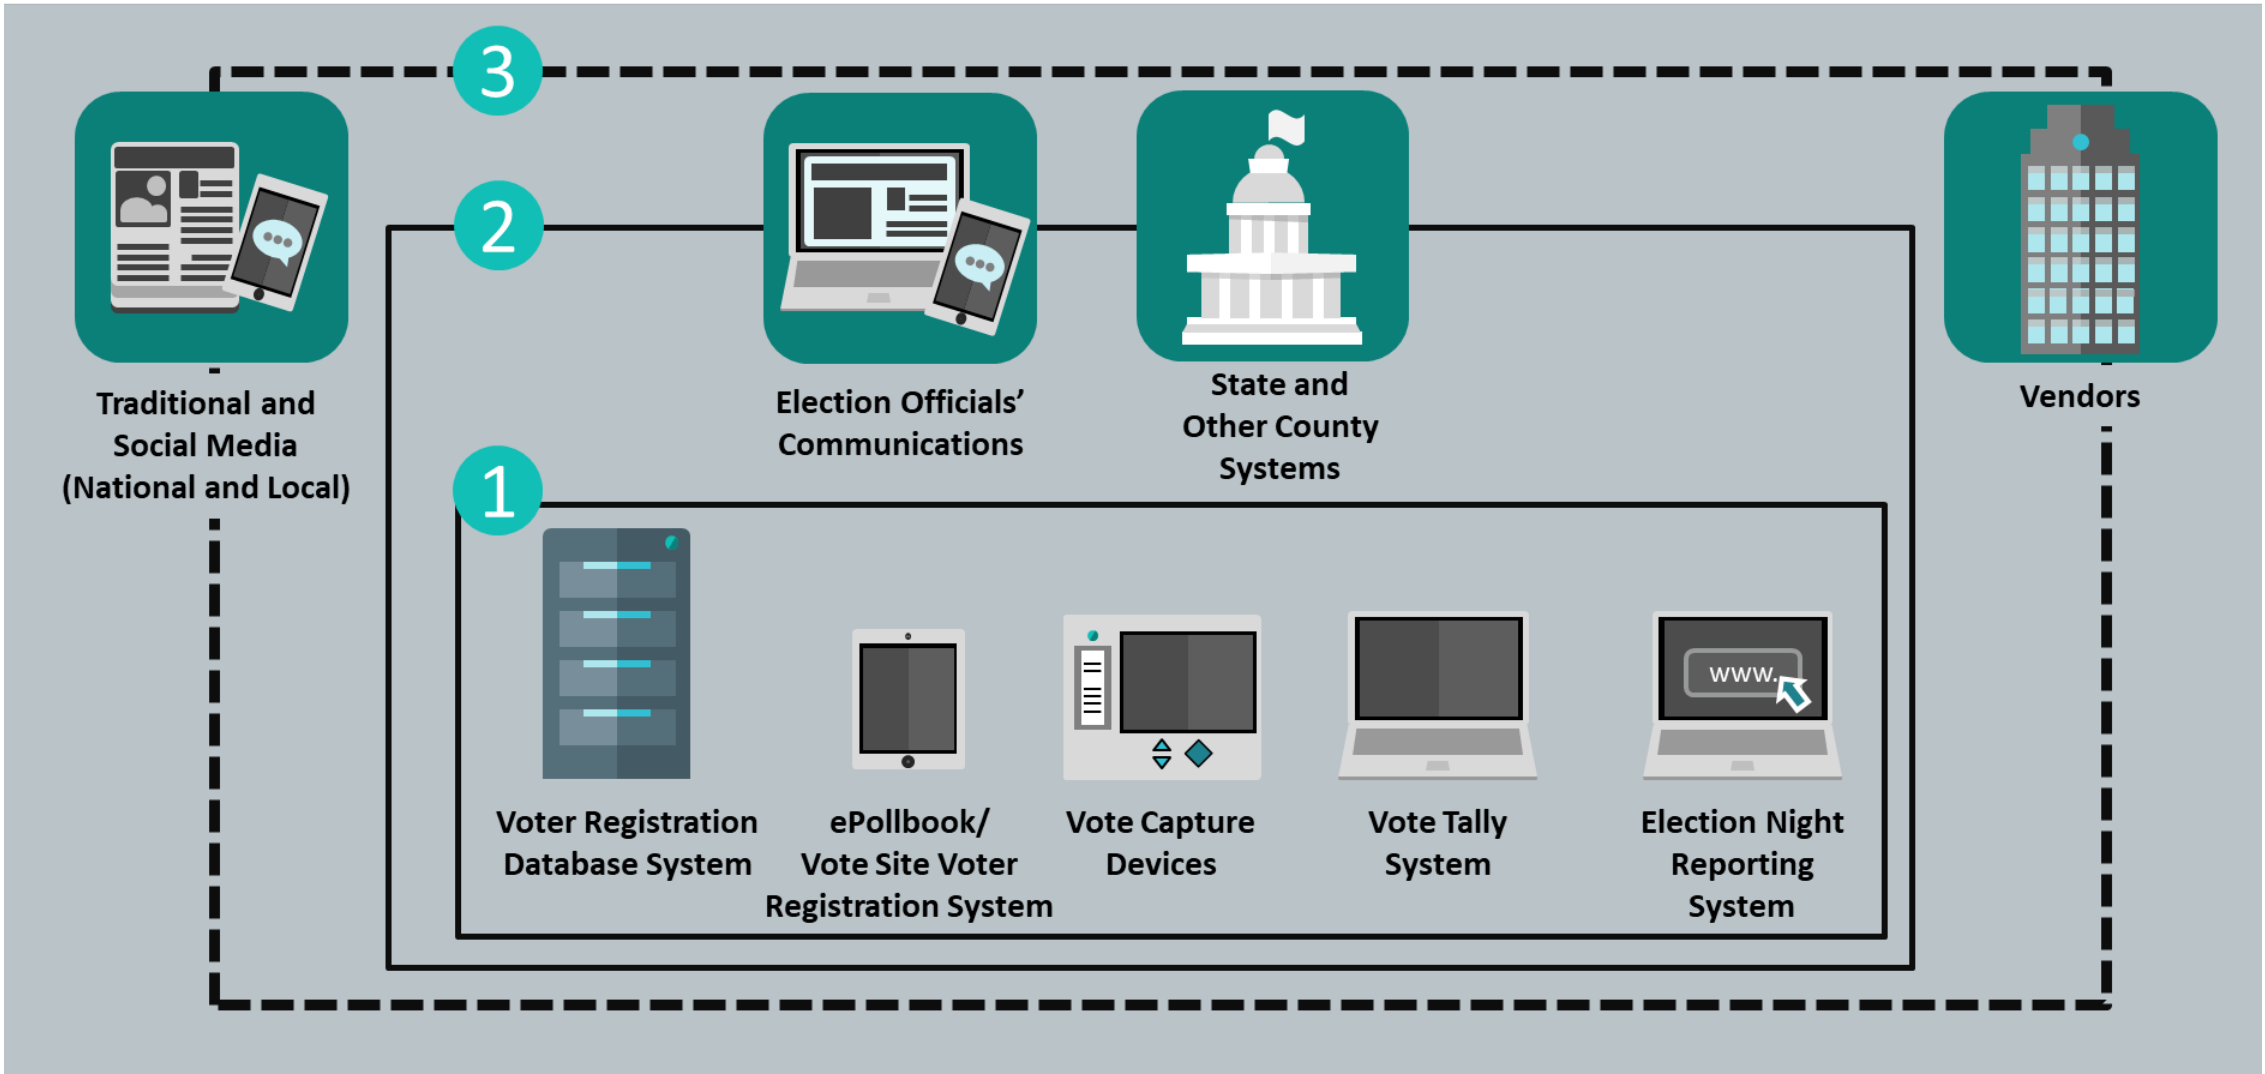 3
2
Traditional and
Social Media
(National and Local)
Election Officials’
Communications
State and
Other County
Systems
Vendors
1
www.
Voter Registration
Database System
ePollbook/
Vote Site Voter
Registration System
Vote Capture
Devices
Vote Tally
System
Election Night
Reporting
System